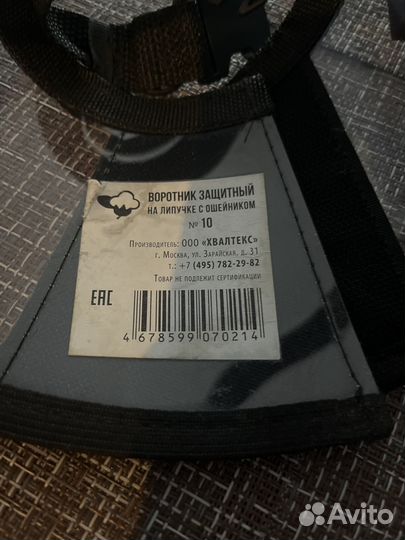 ВОРОТНИК ЗАЩИТНЫЙ
НА ЛИПУЧКЕ С ОШЕЙНИКОМ
№ 10
Производитель: ООО «ХВАЛТЕКС»
г. Москва, ул. Зарайская, д. 31
т.: +7 (495) 782-29-82
Товар не подлежит сертификации
EAC
4 678599 070214
Avito